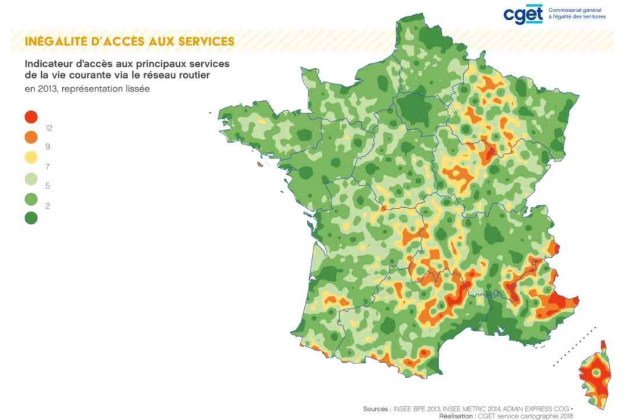 cget
Commissariat général
à l'égalité des territoires
INÉGALITÉ D'ACCÈS AUX SERVICES
Indicateur d'accès aux principaux services
de la vie courante via le réseau routier
en 2013, représentation lissée
12
9
7
5
2
Sources : INSEE BPE 2013, INSEE METRIC 2014, ADMIN EXPRESS COG •
Réalisation : CGET service cartographie 2018